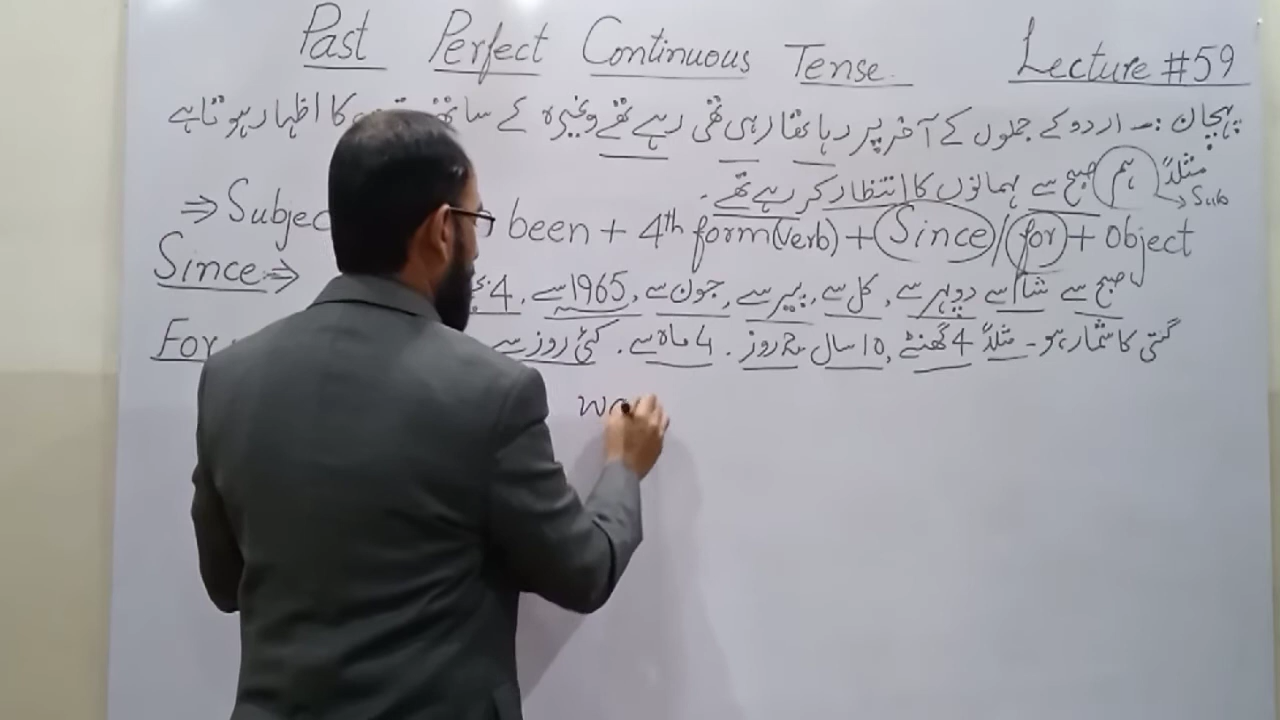 Past Perfect Continuous Tense. Lecture #59
پہچان :۔ اردو کے جملوں کے آخر پر رہا تھا، رہی تھی، رہے تھے وغیرہ کے ساتھ کا اظہار ہوتا ہے
مثلاً ہم صبح سے مہمانوں کا انتظار کر رہے تھے۔
Sub
⇒ Subjec been + 4th form(verb) + Since/for + object
Since ⇒ صبح سے شام سے دوپہر سے, کل سے, پیر سے, جون سے, 1965 سے, 4
For گنتی کا شمار ہو۔ مثلاً 4 گھنٹے, 10 سال 2 روز. 4 ماہ سے. کئی روز سے